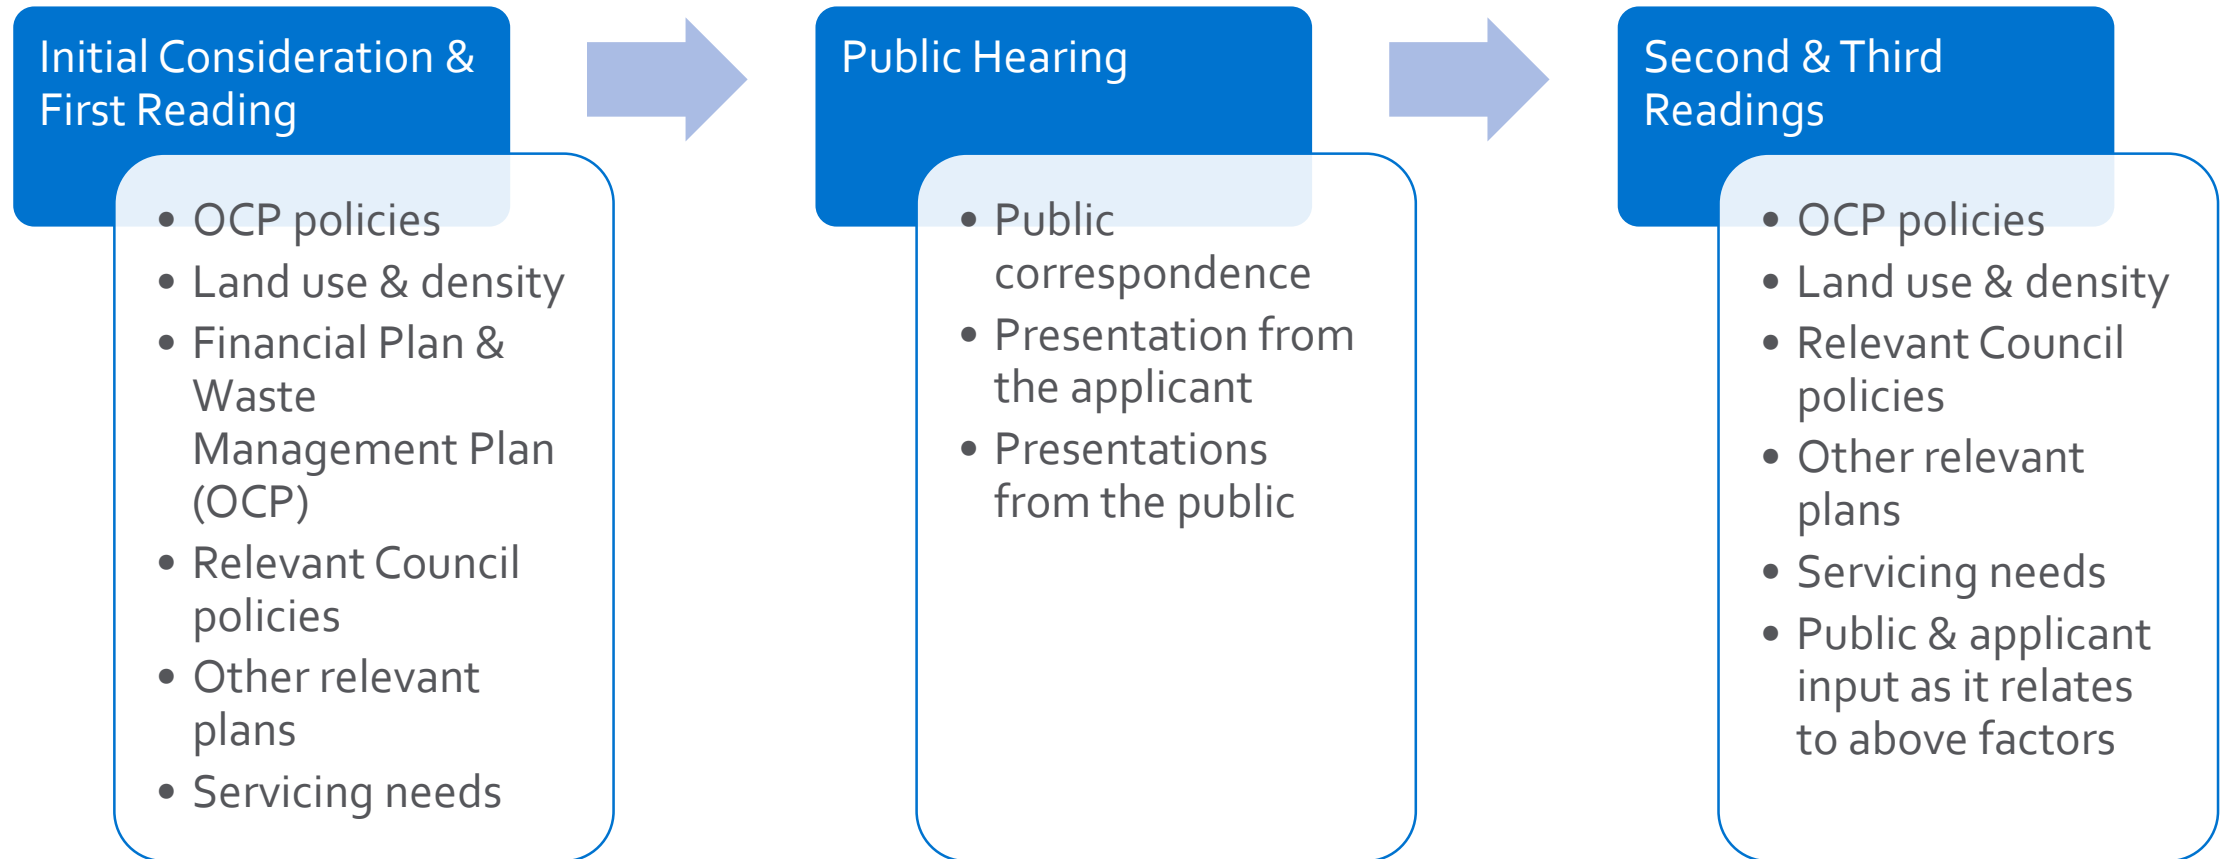 Initial Consideration &
First Reading
• OCP policies
• Land use & density
• Financial Plan &
Waste
Management Plan
(OCP)
• Relevant Council
policies
• Other relevant
plans
• Servicing needs
Public Hearing
• Public
correspondence
• Presentation from
the applicant
• Presentations
from the public
Second & Third
Readings
• OCP policies
• Land use & density
• Relevant Council
policies
• Other relevant
plans
• Servicing needs
• Public & applicant
input as it relates
to above factors